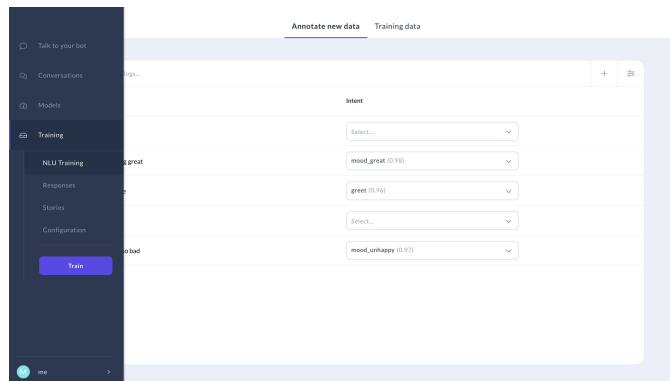 Annotate new data Training data
Talk to your bot
Conversations
Models
Training
NLU Training
Responses
Stories
Configuration
Train
M me
logs...
Intent
Select...
g great mood_great (0.98)
greet (0.96)
Select...
so bad mood_unhappy (0.97)